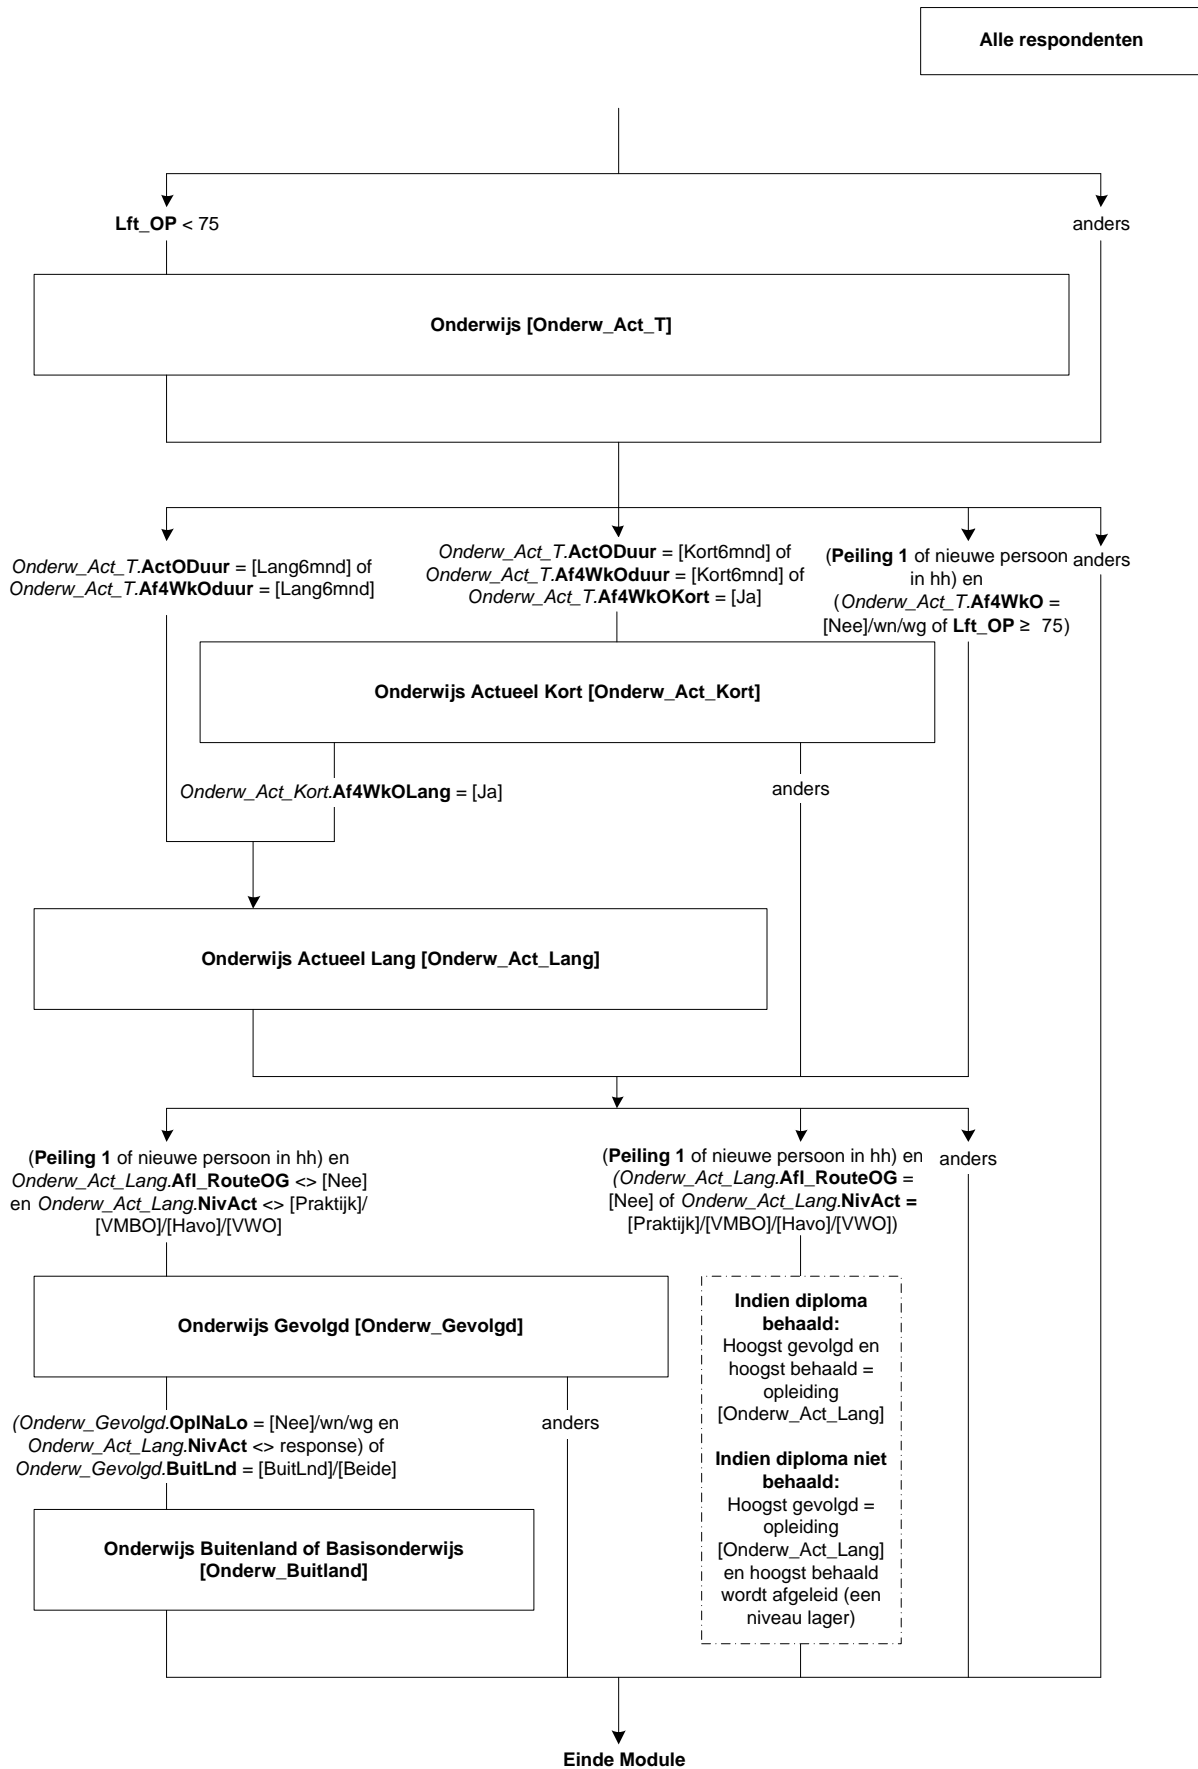 Alle respondenten
Lft_OP < 75
anders
Onderwijs [Onderw_Act_T]
Onderw_Act_T.ActODuur = [Lang6mnd] of
Onderw_Act_T.Af4WkOduur = [Lang6mnd]
Onderw_Act_T.ActODuur = [Kort6mnd] of
Onderw_Act_T.Af4WkOduur = [Kort6mnd] of
Onderw_Act_T.Af4WkOKort = [Ja]
(Peiling 1 of nieuwe persoon
in hh) en
(Onderw_Act_T.Af4WkO =
[Nee]/wn/wg of Lft_OP ≥ 75)
anders
Onderwijs Actueel Kort [Onderw_Act_Kort]
Onderw_Act_Kort.Af4WkOLang = [Ja]
anders
Onderwijs Actueel Lang [Onderw_Act_Lang]
(Peiling 1 of nieuwe persoon in hh) en
Onderw_Act_Lang.Afl_RouteOG <> [Nee]
en Onderw_Act_Lang.NivAct <> [Praktijk]/
[VMBO]/[Havo]/[VWO]
(Peiling 1 of nieuwe persoon in hh) en
(Onderw_Act_Lang.Afl_RouteOG =
[Nee] of Onderw_Act_Lang.NivAct =
[Praktijk]/[VMBO]/[Havo]/[VWO])
anders
Onderwijs Gevolgd [Onderw_Gevolgd]
Indien diploma
behaald:
Hoogst gevolgd en
hoogst behaald =
opleiding
[Onderw_Act_Lang]
Indien diploma niet
behaald:
Hoogst gevolgd =
opleiding
[Onderw_Act_Lang]
en hoogst behaald
wordt afgeleid (een
niveau lager)
(Onderw_Gevolgd.OplNaLo = [Nee]/wn/wg en
Onderw_Act_Lang.NivAct <> response) of
Onderw_Gevolgd.BuitLnd = [BuitLnd]/[Beide]
anders
Onderwijs Buitenland of Basisonderwijs
[Onderw_Buitland]
Einde Module